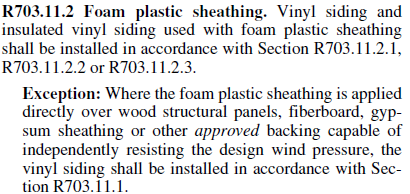 R703.11.2 Foam plastic sheathing. Vinyl siding and
insulated vinyl siding used with foam plastic sheathing
shall be installed in accordance with Section R703.11.2.1,
R703.11.2.2 or R703.11.2.3.
Exception: Where the foam plastic sheathing is applied
directly over wood structural panels, fiberboard, gyp-
sum sheathing or other approved backing capable of
independently resisting the design wind pressure, the
vinyl siding shall be installed in accordance with Sec-
tion R703.11.1.